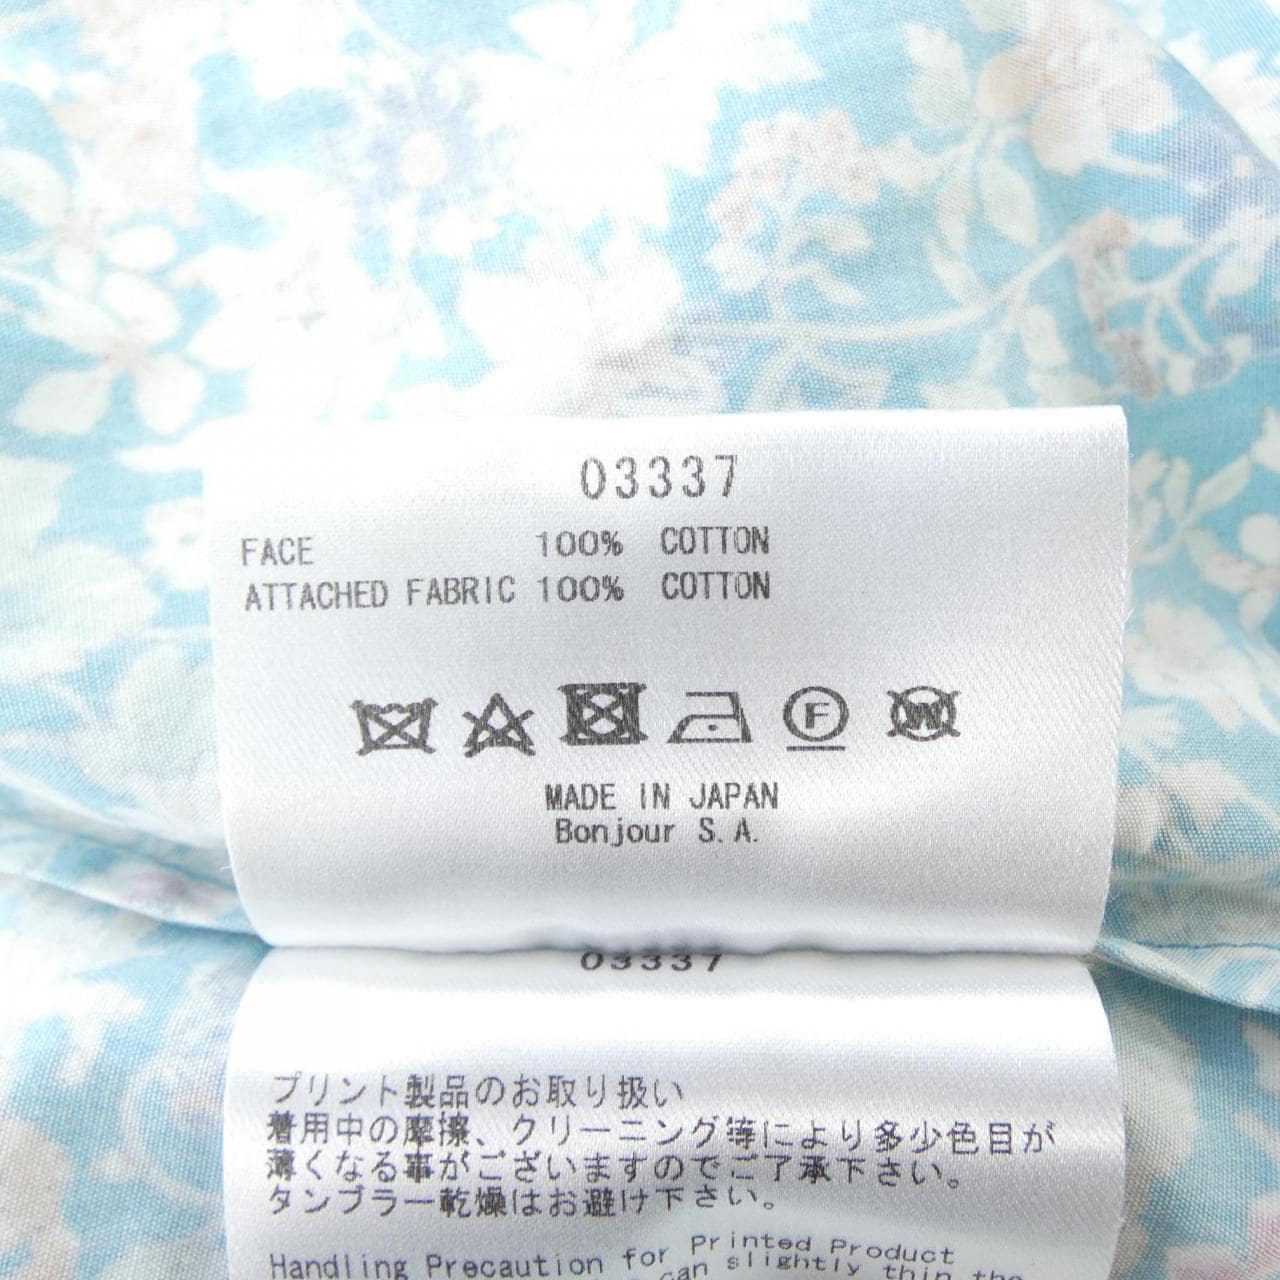 03337
FACE 100% COTTON
ATTACHED FABRIC 100% COTTON
F W
MADE IN JAPAN
Bonjour S.A.
03337
プリント製品のお取り扱い
着用中の摩擦、クリーニング等により多少色目が
薄くなる事がございますのでご了承下さい。
タンブラー乾燥はお避け下さい。
Handling Precaution for Printed Product
can slightly thin the